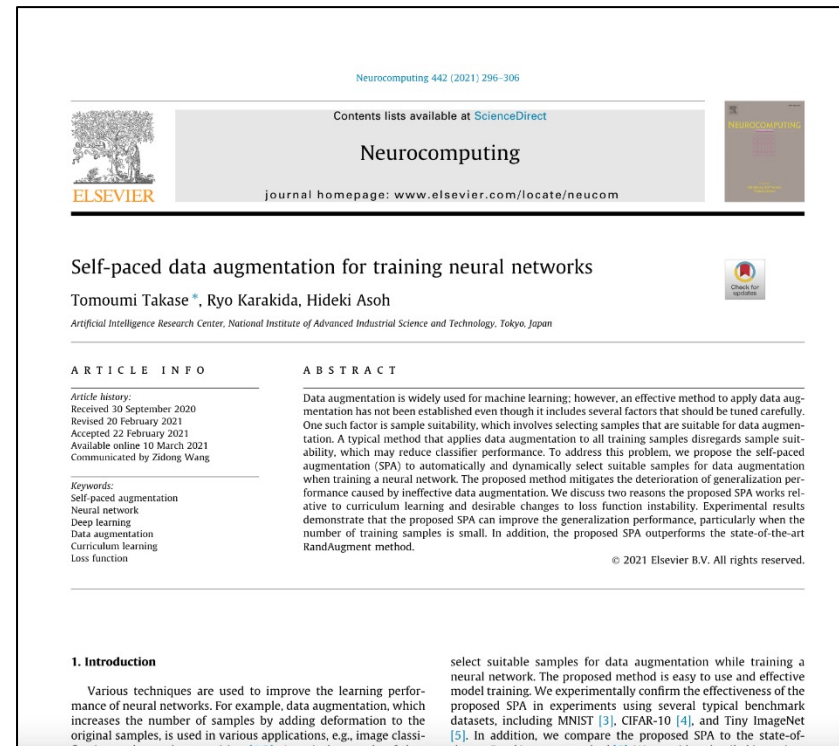 Neurocomputing 442 (2021) 296–306
Contents lists available at ScienceDirect
Neurocomputing
journal homepage: www.elsevier.com/locate/neucom
ELSEVIER
NEUROCOMPUTING
Self-paced data augmentation for training neural networks
Check for
updates
Tomoumi Takase *, Ryo Karakida, Hideki Asoh
Artificial Intelligence Research Center, National Institute of Advanced Industrial Science and Technology, Tokyo, Japan
ARTICLE INFO
Article history:
Received 30 September 2020
Revised 20 February 2021
Accepted 22 February 2021
Available online 10 March 2021
Communicated by Zidong Wang
Keywords:
Self-paced augmentation
Neural network
Deep learning
Data augmentation
Curriculum learning
Loss function
ABSTRACT
Data augmentation is widely used for machine learning; however, an effective method to apply data aug-
mentation has not been established even though it includes several factors that should be tuned carefully.
One such factor is sample suitability, which involves selecting samples that are suitable for data augmen-
tation. A typical method that applies data augmentation to all training samples disregards sample suit-
ability, which may reduce classifier performance. To address this problem, we propose the self-paced
augmentation (SPA) to automatically and dynamically select suitable samples for data augmentation
when training a neural network. The proposed method mitigates the deterioration of generalization per-
formance caused by ineffective data augmentation. We discuss two reasons the proposed SPA works rel-
ative to curriculum learning and desirable changes to loss function instability. Experimental results
demonstrate that the proposed SPA can improve the generalization performance, particularly when the
number of training samples is small. In addition, the proposed SPA outperforms the state-of-the-art
RandAugment method.
© 2021 Elsevier B.V. All rights reserved.
1. Introduction
Various techniques are used to improve the learning perfor-
mance of neural networks. For example, data augmentation, which
increases the number of samples by adding deformation to the
original samples, is used in various applications, e.g., image classi-
select suitable samples for data augmentation while training a
neural network. The proposed method is easy to use and effective
model training. We experimentally confirm the effectiveness of the
proposed SPA in experiments using several typical benchmark
datasets, including MNIST [3], CIFAR-10 [4], and Tiny ImageNet
[5]. In addition, we compare the proposed SPA to the state-of-